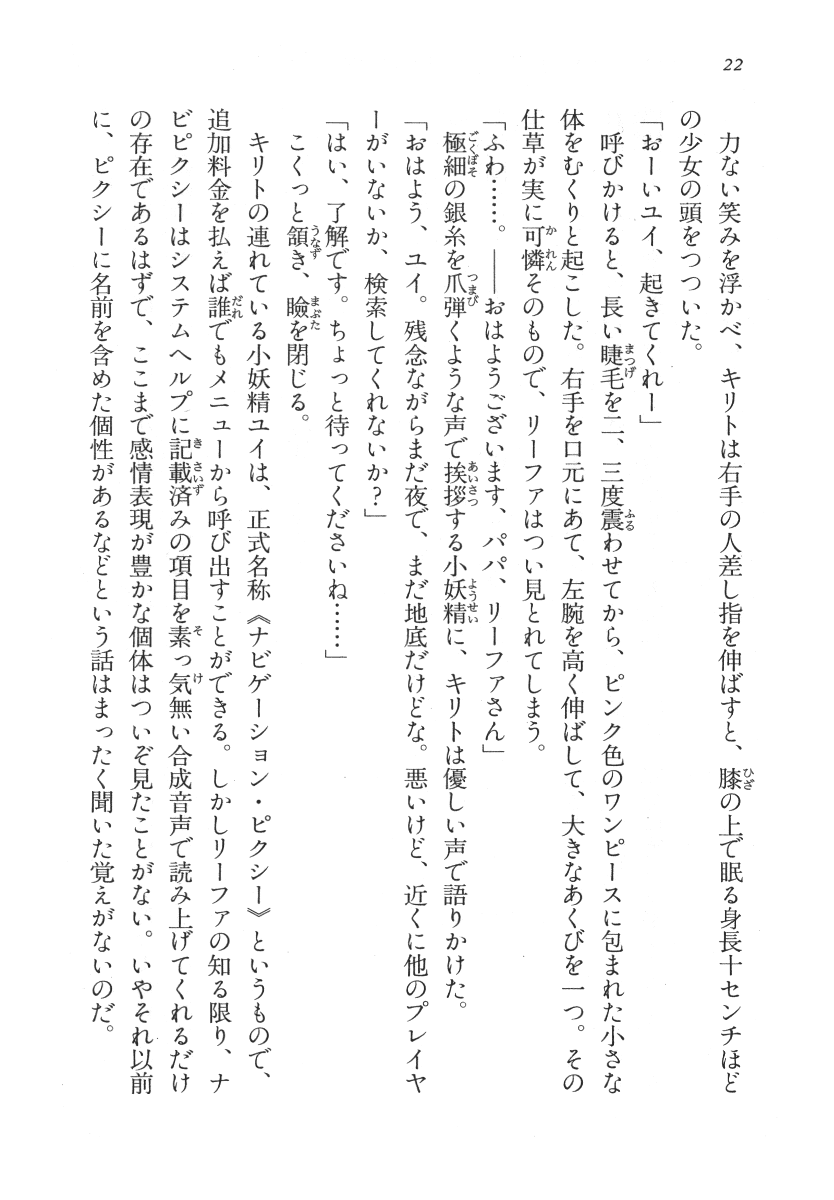 22
力ない笑みを浮かべ、キリトは右手の人差し指を伸ばすと、膝の上で眠る身長十センチほど
の少女の頭をつついた。
「おーいユイ、起きてくれー」
呼びかけると、長い睫毛を二、三度震わせてから、ピンク色のワンピースに包まれた小さな
体をむくりと起こした。右手を口元にあて、左腕を高く伸ばして、大きなあくびを一つ。その
仕草が実に可憐そのもので、リーファはつい見とれてしまう。
「ふわ……。――おはようございます、パパ、リーファさん」
極細の銀糸を爪弾くような声で挨拶する小妖精に、キリトは優しい声で語りかけた。
「おはよう、ユイ。残念ながらまだ夜で、まだ地底だけどな。悪いけど、近くに他のプレイヤ
ーがいないか、検索してくれないか？」
「はい、了解です。ちょっと待ってくださいね……」
こくっと頷き、瞼を閉じる。
キリトの連れている小妖精ユイは、正式名称《ナビゲーション・ピクシー》というもので、
追加料金を払えば誰でもメニューから呼び出すことができる。しかしリーファの知る限り、ナ
ビピクシーはシステムヘルプに記載済みの項目を素っ気無い合成音声で読み上げてくれるだけ
の存在であるはずで、ここまで感情表現が豊かな個体はついぞ見たことがない。いやそれ以前
に、ピクシーに名前を含めた個性があるなどという話はまったく聞いた覚えがないのだ。